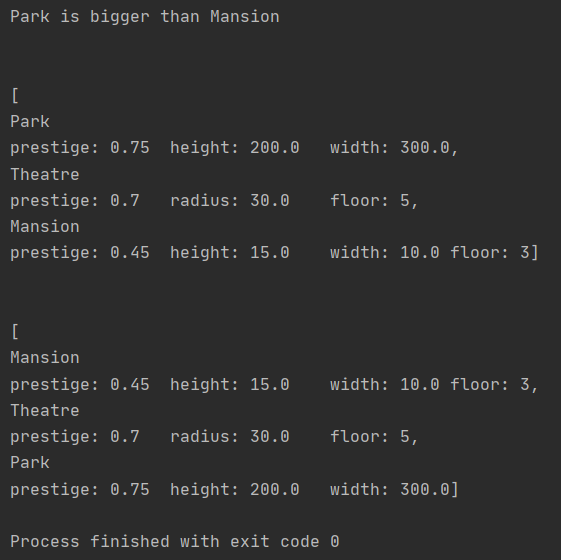 Park is bigger than Mansion
[
Park
prestige: 0.75  height: 200.0   width: 300.0,
Theatre
prestige: 0.7   radius: 30.0    floor: 5,
Mansion
prestige: 0.45  height: 15.0    width: 10.0 floor: 3]
[
Mansion
prestige: 0.45  height: 15.0    width: 10.0 floor: 3,
Theatre
prestige: 0.7   radius: 30.0    floor: 5,
Park
prestige: 0.75  height: 200.0   width: 300.0]
Process finished with exit code 0